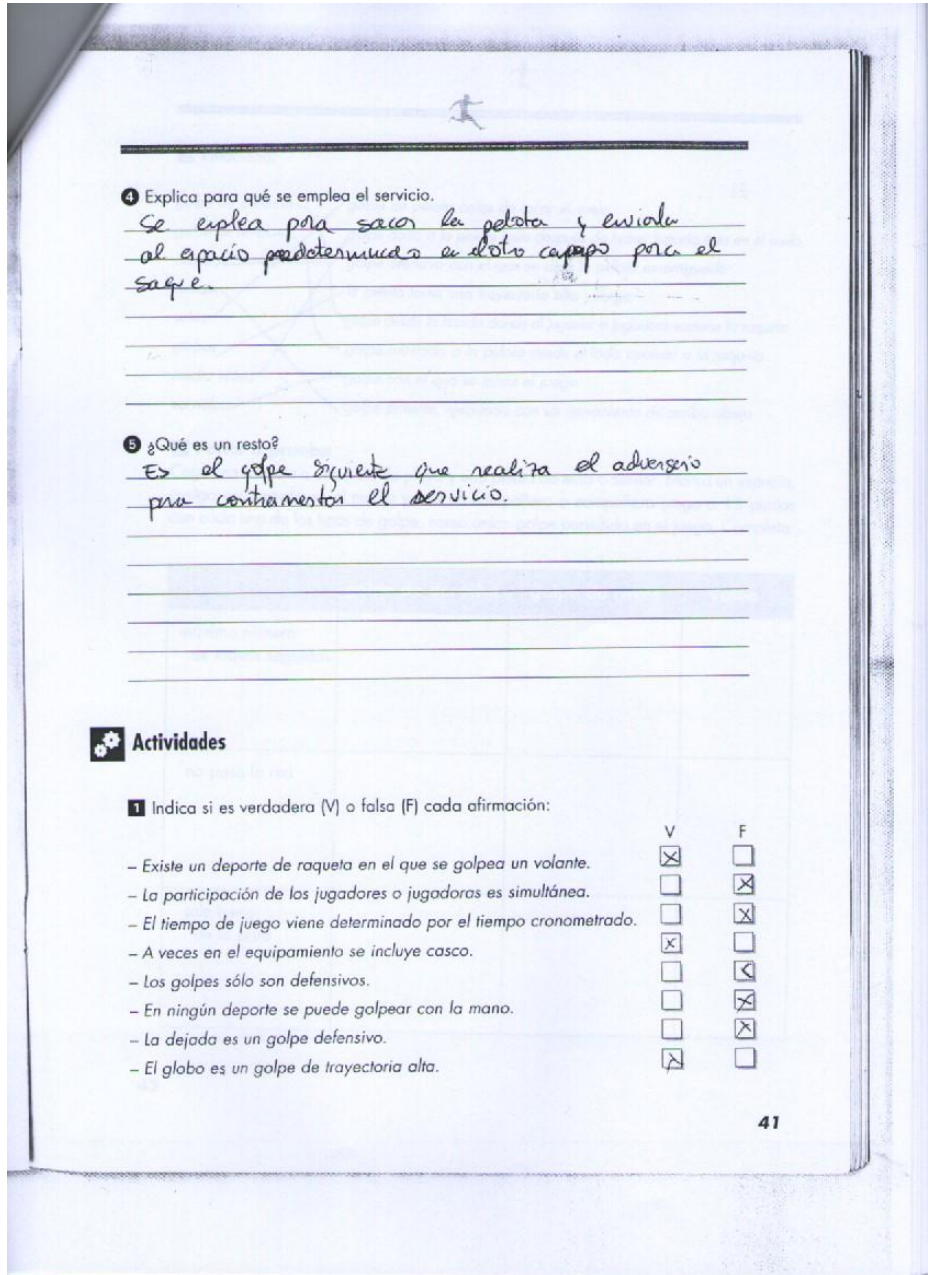 4 Explica para qué se emplea el servicio.
Se emplea para sacar la pelota y enviarla
al espacio predeterminado en el otro campo para el
saque.
5 ¿Qué es un resto?
Es el golpe siguiente que realiza el adversario
para contrarrestar el servicio.
Actividades
1 Indica si es verdadera (V) o falsa (F) cada afirmación:
V F
– Existe un deporte de raqueta en el que se golpea un volante.
– La participación de los jugadores o jugadoras es simultánea.
– El tiempo de juego viene determinado por el tiempo cronometrado.
– A veces en el equipamiento se incluye casco.
– Los golpes sólo son defensivos.
– En ningún deporte se puede golpear con la mano.
– La dejada es un golpe defensivo.
– El globo es un golpe de trayectoria alta.
41